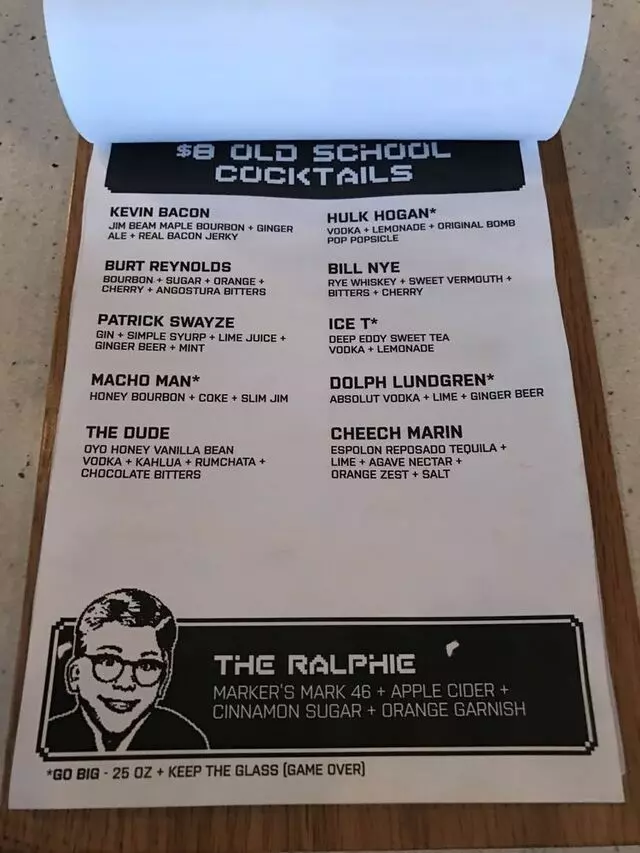 $8 OLD SCHOOL
COCKTAILS
KEVIN BACON
JIM BEAM MAPLE BOURBON + GINGER
ALE + REAL BACON JERKY
BURT REYNOLDS
BOURBON + SUGAR + ORANGE +
CHERRY + ANGOSTURA BITTERS
PATRICK SWAYZE
GIN + SIMPLE SYURP + LIME JUICE +
GINGER BEER + MINT
MACHO MAN*
HONEY BOURBON + COKE + SLIM JIM
THE DUDE
OYO HONEY VANILLA BEAN
VODKA + KAHLUA + RUMCHATA +
CHOCOLATE BITTERS
HULK HOGAN*
VODKA + LEMONADE + ORIGINAL BOMB
POP POPSICLE
BILL NYE
RYE WHISKEY + SWEET VERMOUTH +
BITTERS + CHERRY
ICE T*
DEEP EDDY SWEET TEA
VODKA + LEMONADE
DOLPH LUNDGREN*
ABSOLUT VODKA + LIME + GINGER BEER
CHEECH MARIN
ESPOLON REPOSADO TEQUILA +
LIME + AGAVE NECTAR +
ORANGE ZEST + SALT
THE RALPHIE
MARKER'S MARK 46 + APPLE CIDER +
CINNAMON SUGAR + ORANGE GARNISH
*GO BIG - 25 OZ + KEEP THE GLASS (GAME OVER)